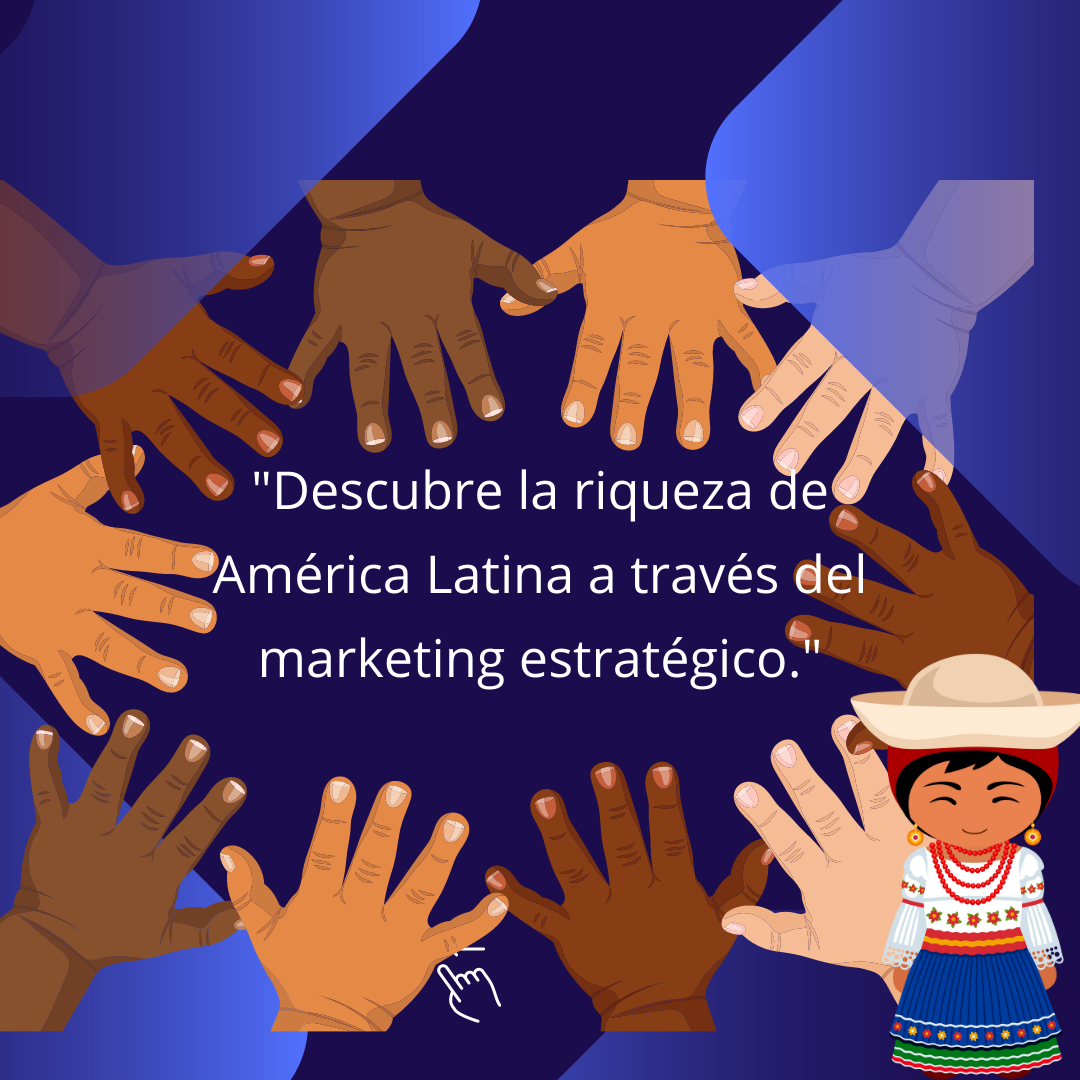 "Descubre la riqueza de
América Latina a través del
marketing estratégico."